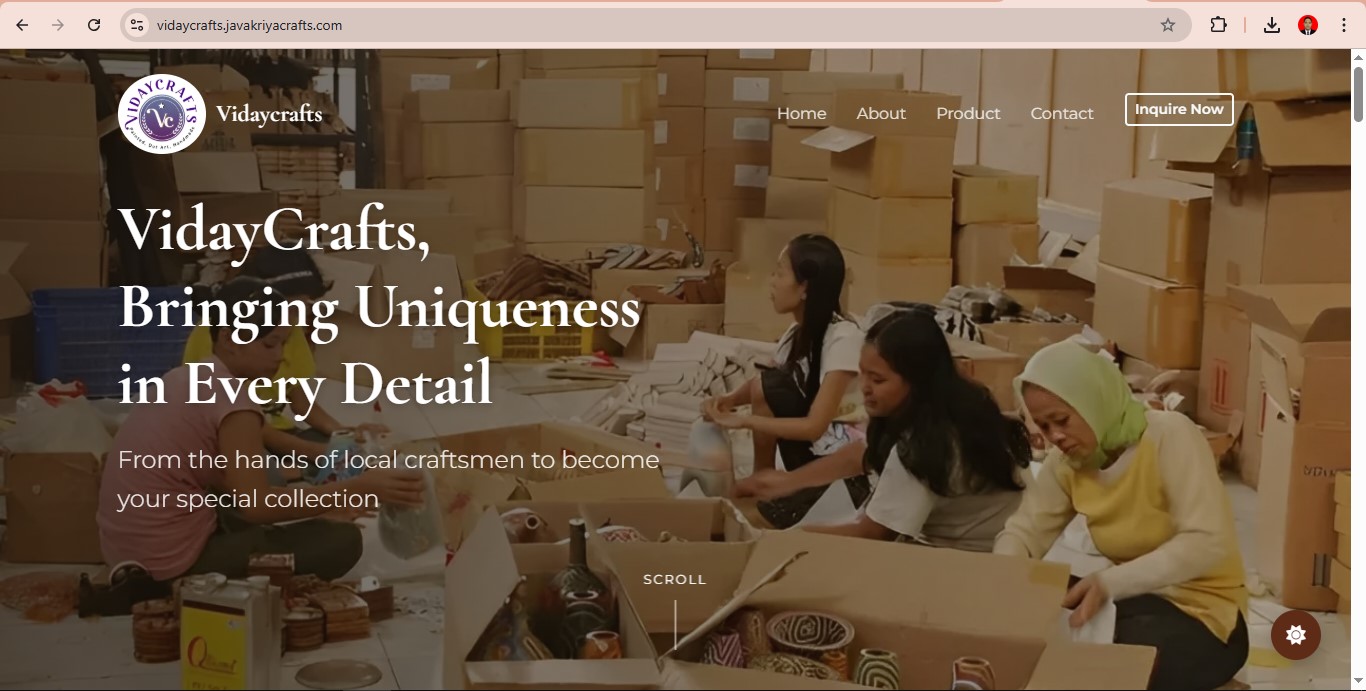 vidaycrafts.javakriyacrafts.com
VIDAYCRAFTS
Vc
Painted, Dot Art, Handmade
Vidaycrafts
Home About Product Contact Inquire Now
VidayCrafts,
Bringing Uniqueness
in Every Detail
From the hands of local craftsmen to become
your special collection
SCROLL